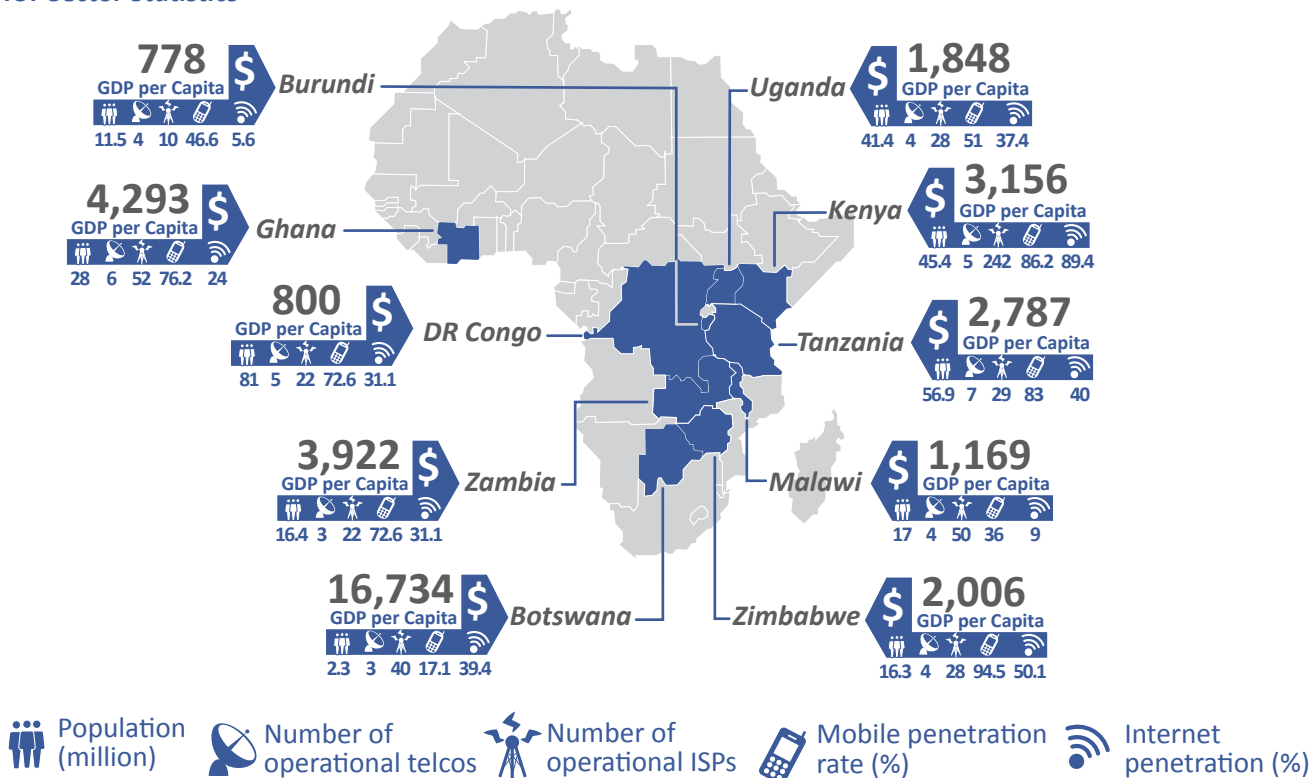 778
GDP per Capita
$
Burundi
11.5 4 10 46.6 5.6
Uganda
$
1,848
GDP per Capita
41.4 4 28 51 37.4
4,293
GDP per Capita
$
Ghana
28 6 52 76.2 24
Kenya
$
3,156
GDP per Capita
45.4 5 242 86.2 89.4
800
GDP per Capita
$
DR Congo
81 5 22 72.6 31.1
Tanzania
$
2,787
GDP per Capita
56.9 7 29 83 40
3,922
GDP per Capita
$
Zambia
16.4 3 22 72.6 31.1
Malawi
$
1,169
GDP per Capita
17 4 50 36 9
16,734
GDP per Capita
$
Botswana
2.3 3 40 17.1 39.4
Zimbabwe
$
2,006
GDP per Capita
16.3 4 28 94.5 50.1
Population
(million)
Number of
operational telcos
Number of
operational ISPs
Mobile penetration
rate (%)
Internet
penetration (%)